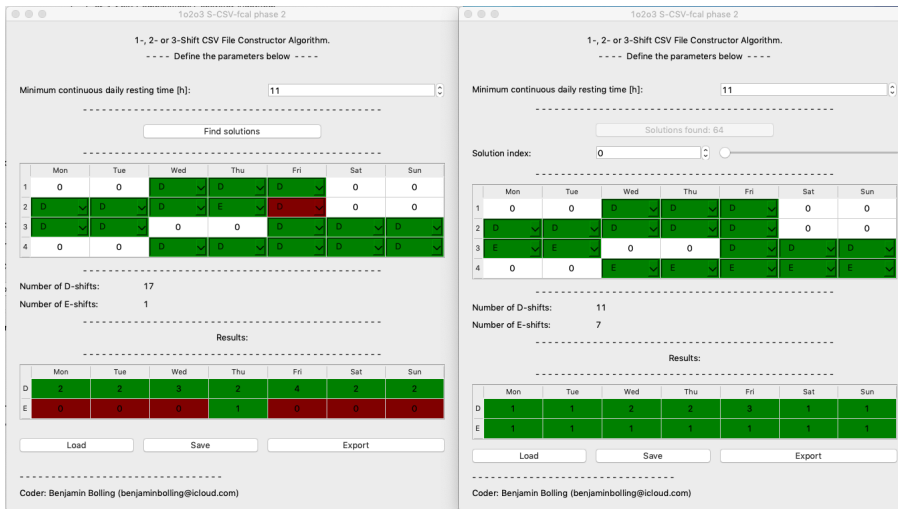 1o2o3 S-CSV-fcal phase 2
1-, 2- or 3-Shift CSV File Constructor Algorithm.
---- Define the parameters below ----
Minimum continuous daily resting time [h]: 11
Find solutions
Mon Tue Wed Thu Fri Sat Sun
1 0 0 D D D 0 0
2 D D D E D 0 0
3 D D 0 0 D D D
4 0 0 D D D D D
Number of D-shifts: 17
Number of E-shifts: 1
Results:
Mon Tue Wed Thu Fri Sat Sun
D 2 2 3 2 4 2 2
E 0 0 0 1 0 0 0
Load Save Export
Coder: Benjamin Bolling (benjaminbolling@icloud.com)
1o2o3 S-CSV-fcal phase 2
1-, 2- or 3-Shift CSV File Constructor Algorithm.
---- Define the parameters below ----
Minimum continuous daily resting time [h]: 11
Solutions found: 64
Solution index: 0
Mon Tue Wed Thu Fri Sat Sun
1 0 0 D D D 0 0
2 D D D D D 0 0
3 E E 0 0 D D D
4 0 0 E E E E E
Number of D-shifts: 11
Number of E-shifts: 7
Results:
Mon Tue Wed Thu Fri Sat Sun
D 1 1 2 2 3 1 1
E 1 1 1 1 1 1 1
Load Save Export
Coder: Benjamin Bolling (benjaminbolling@icloud.com)